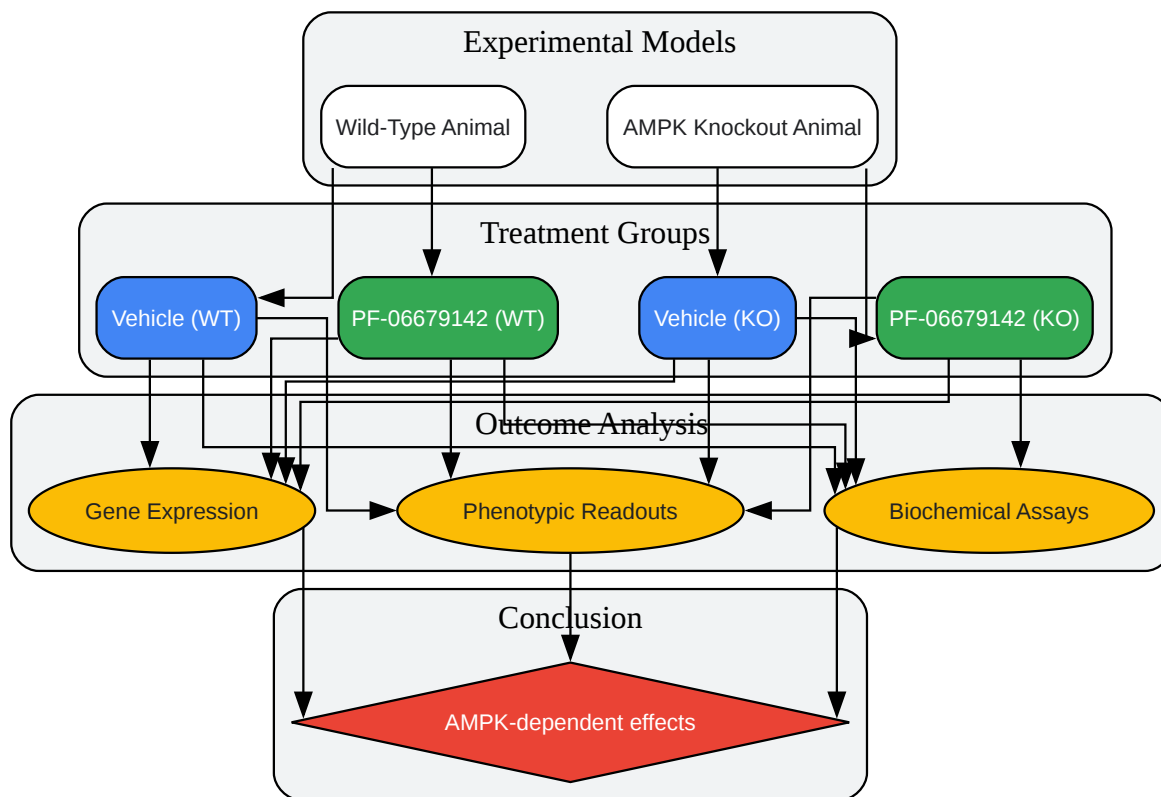 Experimental Models
Wild-Type Animal
AMPK Knockout Animal
Treatment Groups
Vehicle (WT)
PF-06679142 (WT)
Vehicle (KO)
PF-06679142 (KO)
Outcome Analysis
Gene Expression
Phenotypic Readouts
Biochemical Assays
Conclusion
AMPK-dependent effects